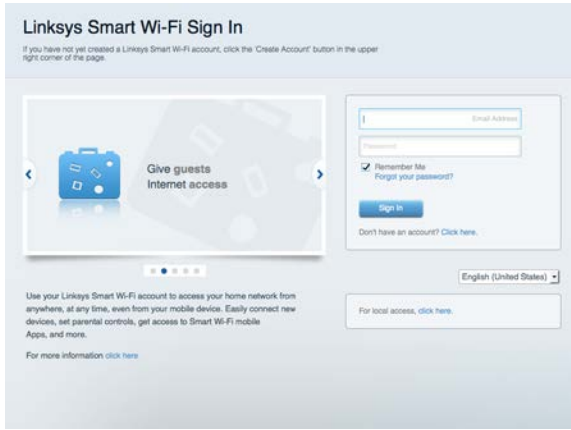 Linksys Smart Wi-Fi Sign In
If you have not yet created a Linksys Smart Wi-Fi account, click the 'Create Account' button in the upper
right corner of the page.
Give guests
Internet access
Email Address
Password
Remember Me
Forgot your password?
Sign In
Don't have an account? Click here.
English (United States)
Use your Linksys Smart Wi-Fi account to access your home network from
anywhere, at any time, even from your mobile device. Easily connect new
devices, set parental controls, get access to Smart Wi-Fi mobile
Apps, and more.
For more information click here
For local access, click here.